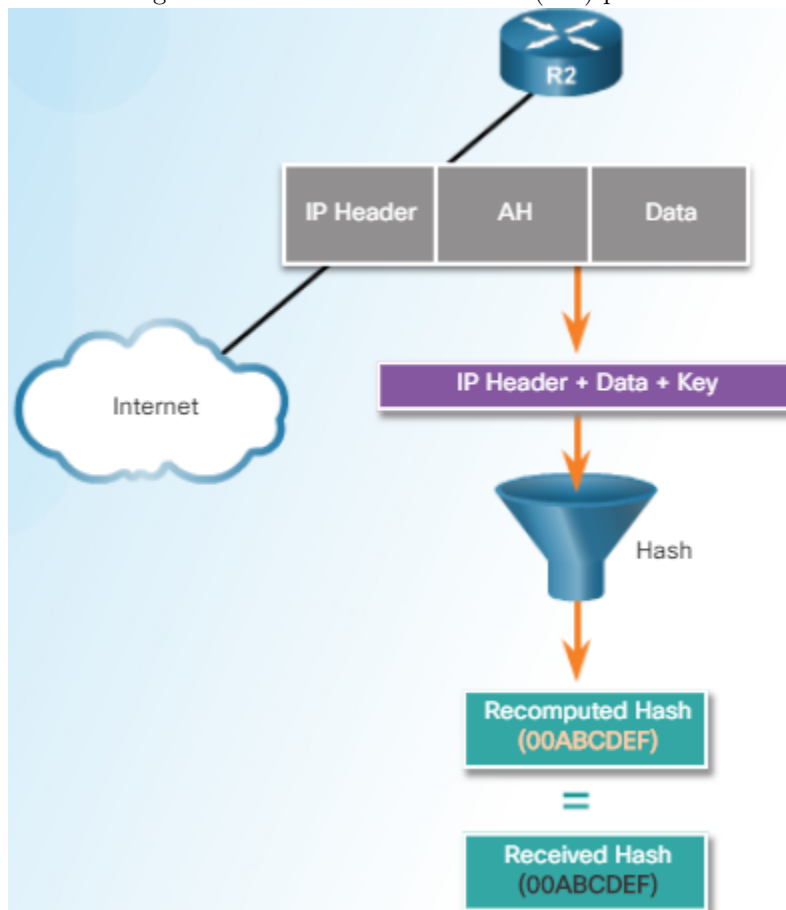 R2
IP Header
AH
Data
Internet
IP Header + Data + Key
Hash
Recomputed Hash
(00ABCDEF)
=
Received Hash
(00ABCDEF)